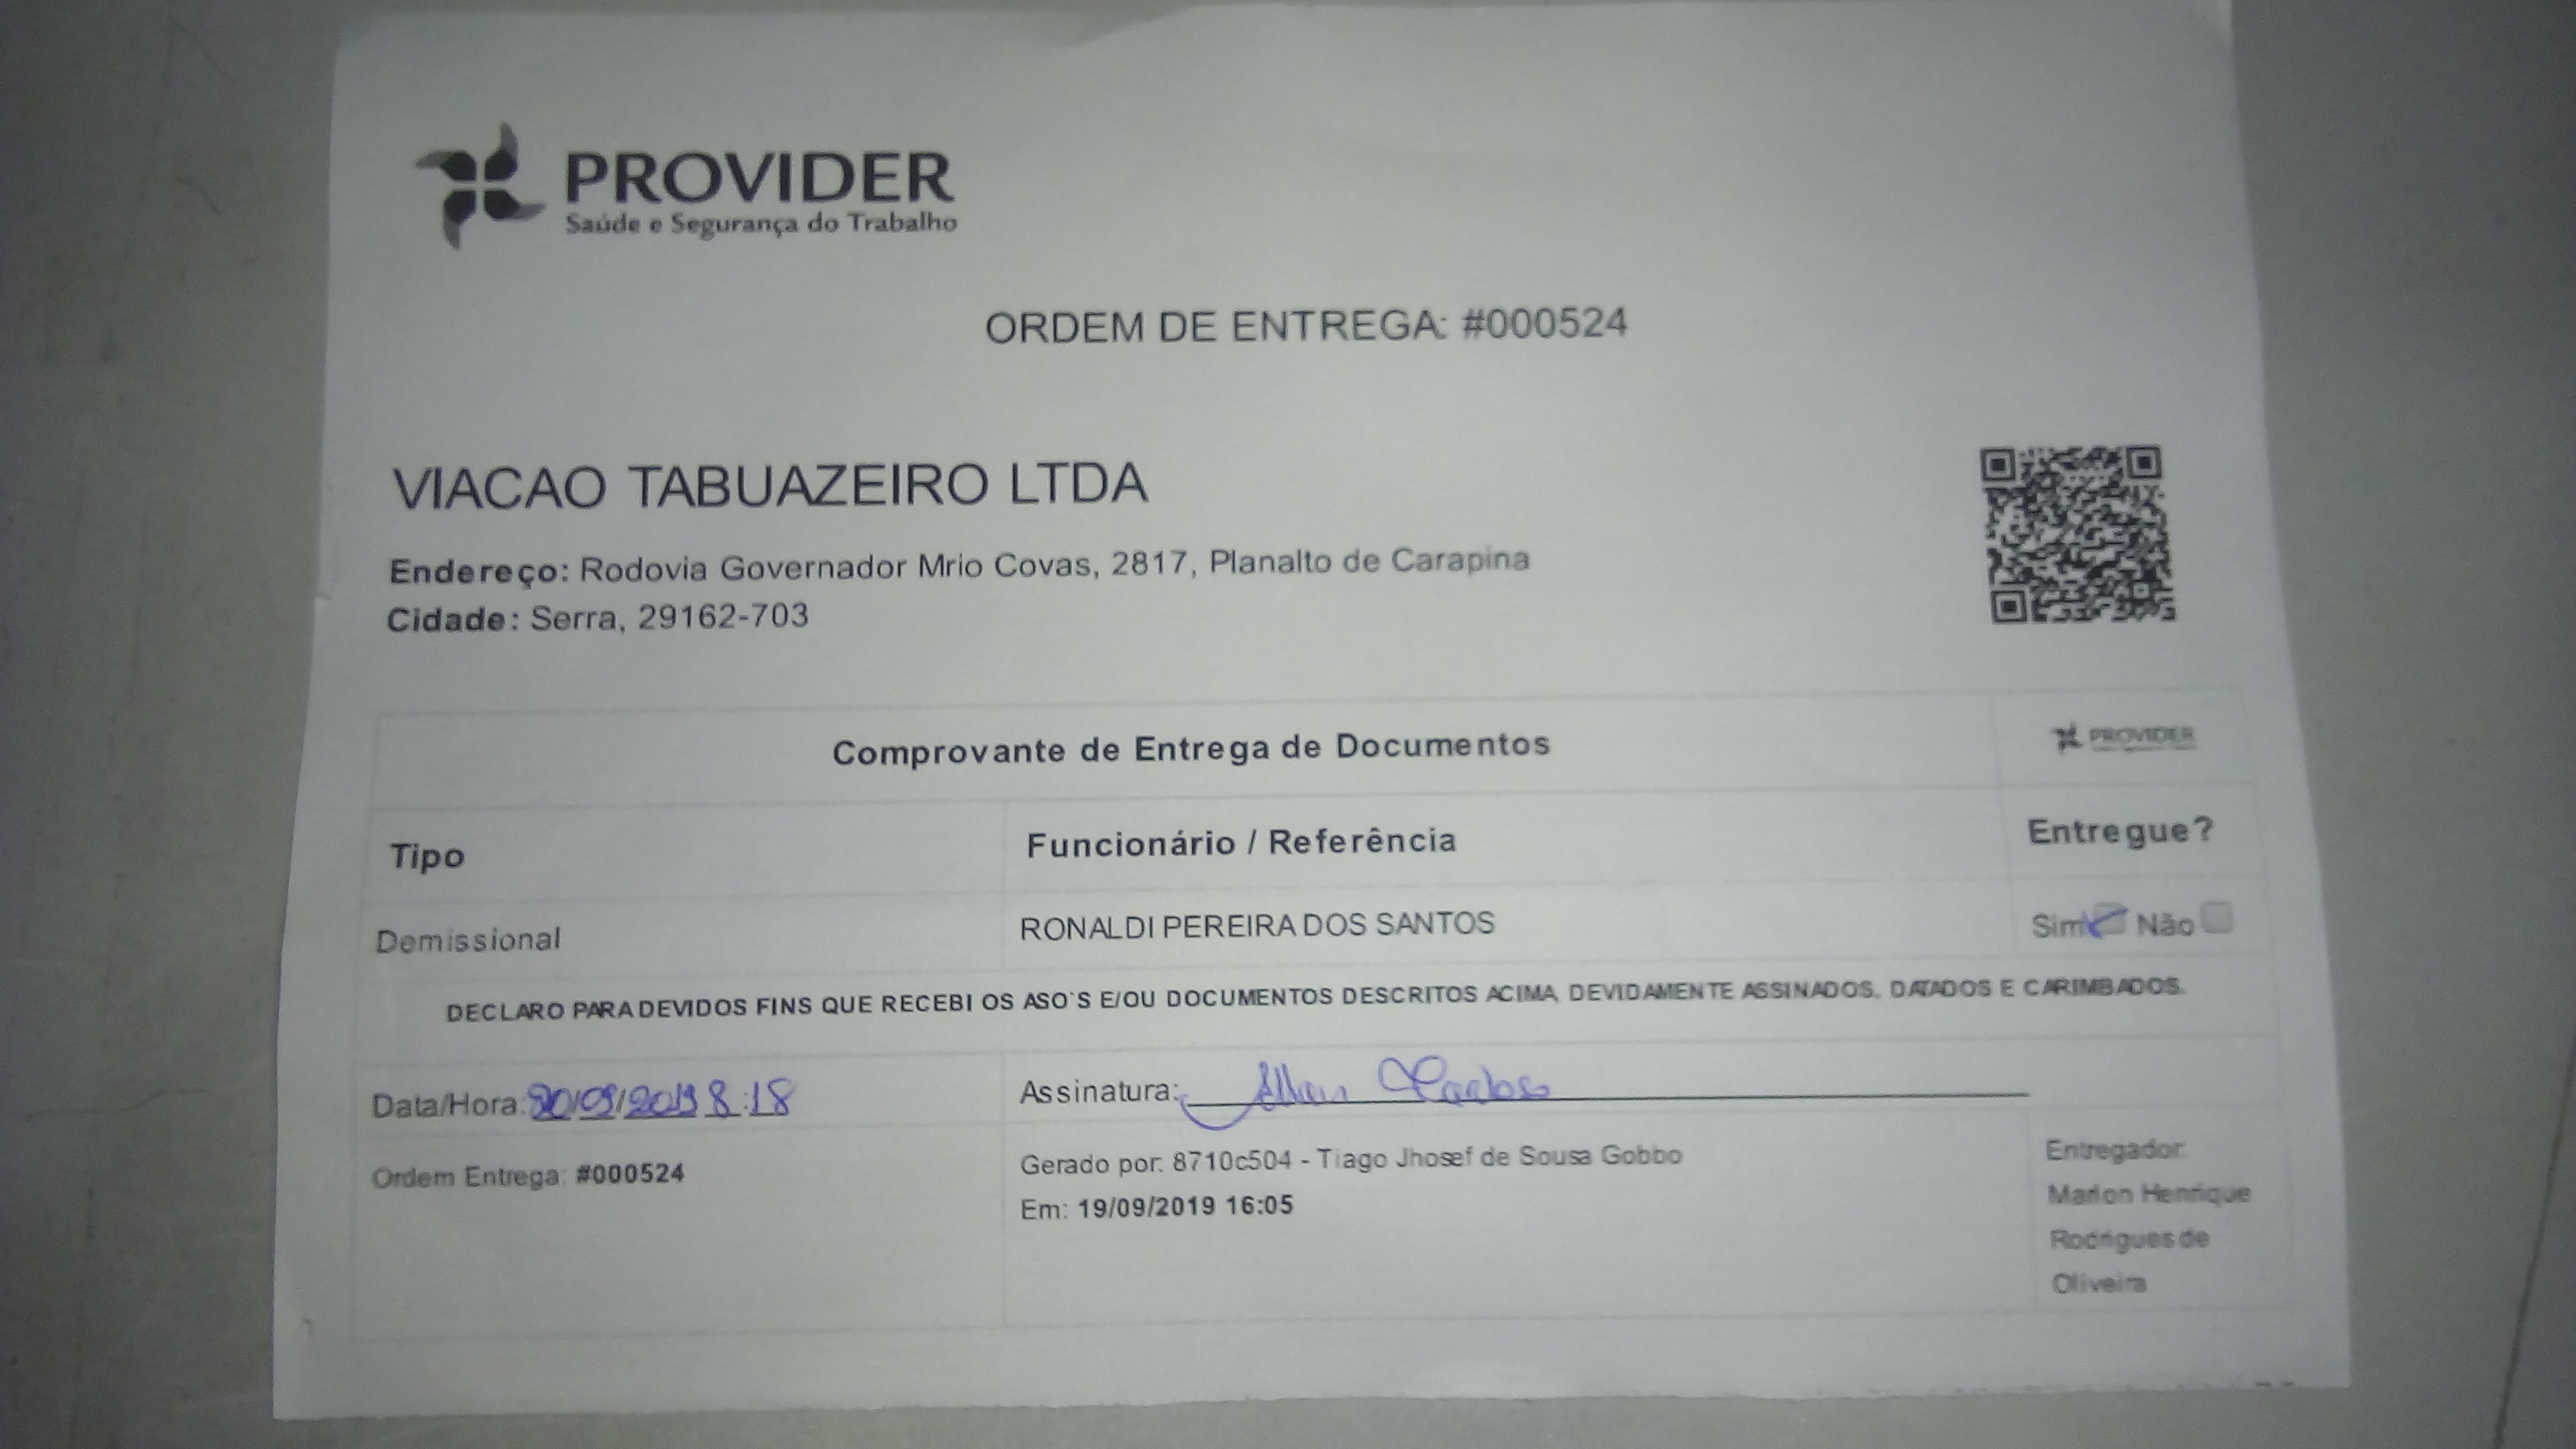 PROVIDER
Saúde e Segurança do Trabalho
ORDEM DE ENTREGA: #000524
VIACAO TABUAZEIRO LTDA
Endereço: Rodovia Governador Mrio Covas, 2817, Planalto de Carapina
Cidade: Serra, 29162-703
Comprovante de Entrega de Documentos
PROVIDER
Tipo
Funcionário / Referência
Entregue?
Demissional
RONALDI PEREIRA DOS SANTOS
Sim Não
DECLARO PARA DEVIDOS FINS QUE RECEBI OS ASO`S E/OU DOCUMENTOS DESCRITOS ACIMA, DEVIDAMENTE ASSINADOS, DATADOS E CARIMBADOS.
Data/Hora: 20/09/2019 8:18
Assinatura: Cardoso
Ordem Entrega: #000524
Gerado por: 8710c504 - Tiago Jhosef de Sousa Gobbo
Em: 19/09/2019 16:05
Entregador:
Marlon Henrique
Rodrigues de
Oliveira